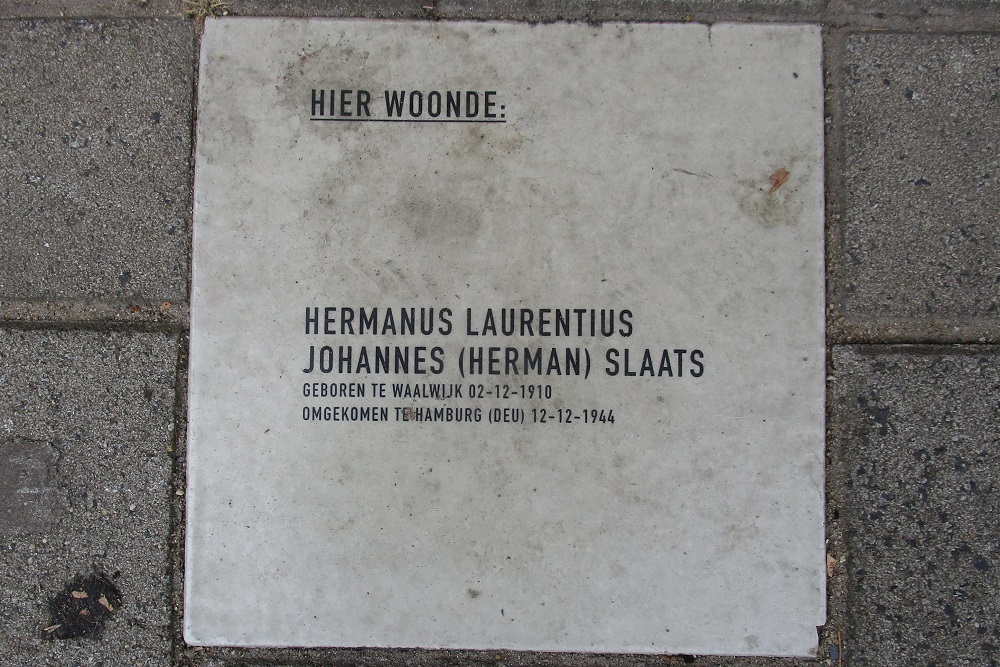 HIER WOONDE:
HERMANUS LAURENTIUS
JOHANNES (HERMAN) SLAATS
GEBOREN TE WAALWIJK 02-12-1910
OMGEKOMEN TE HAMBURG (DEU) 12-12-1944